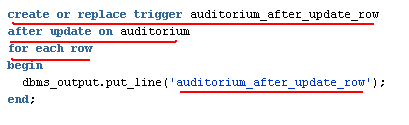 create or replace trigger auditorium_after_update_row
after update on auditorium
for each row
begin
dbms_output.put_line('auditorium_after_update_row');
end;